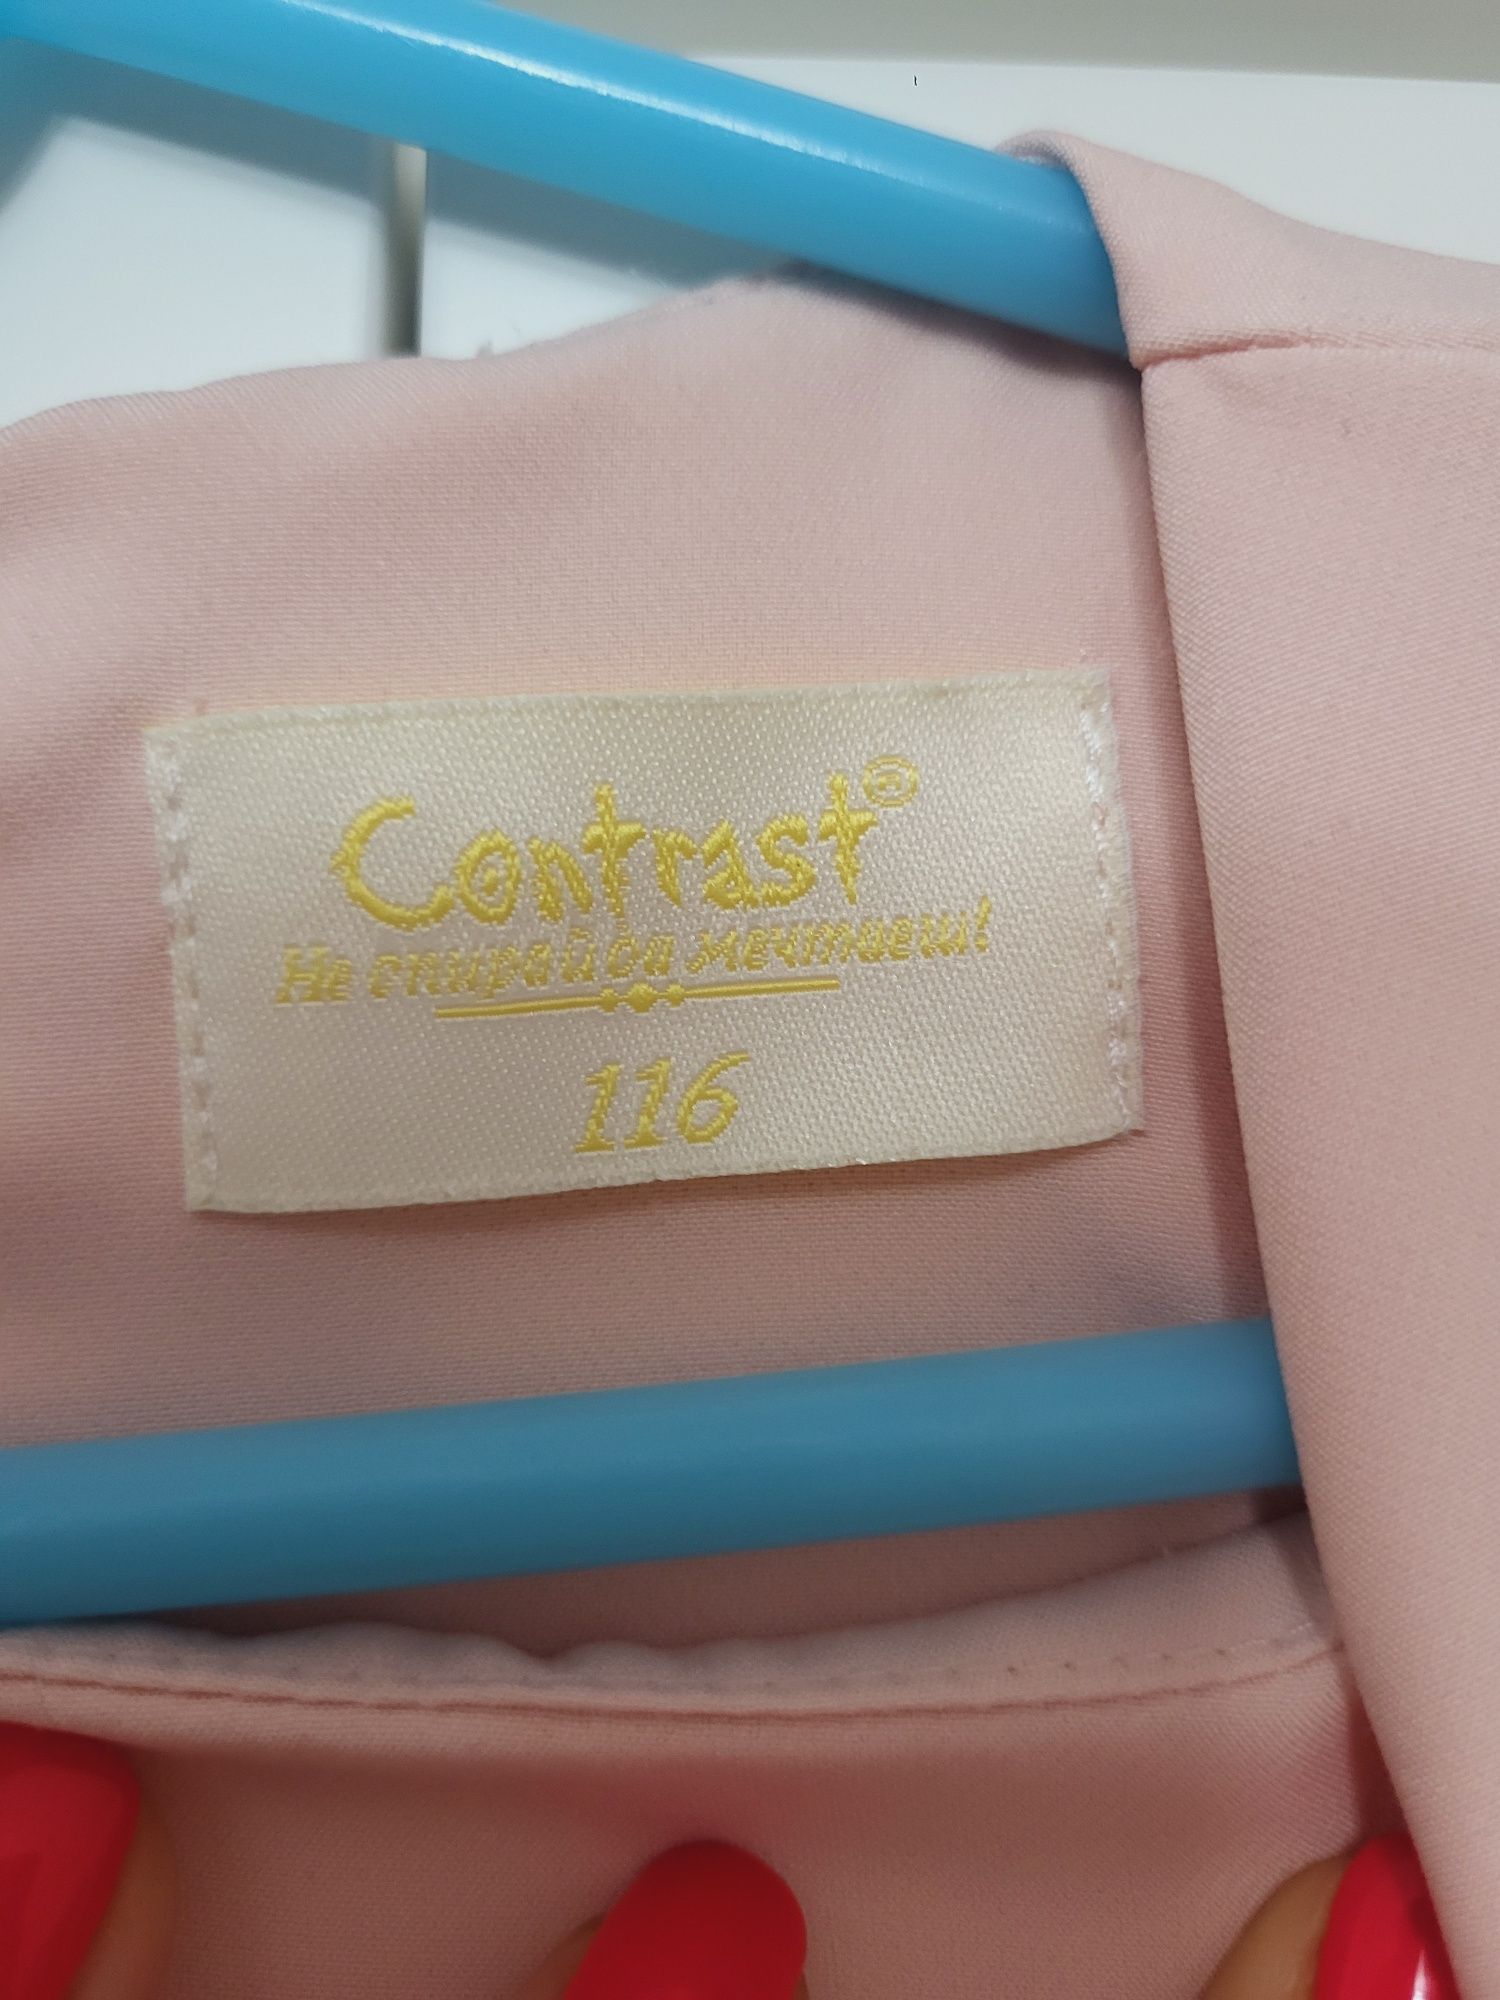 Contrast®
Не спирай да мечтаеш!
116